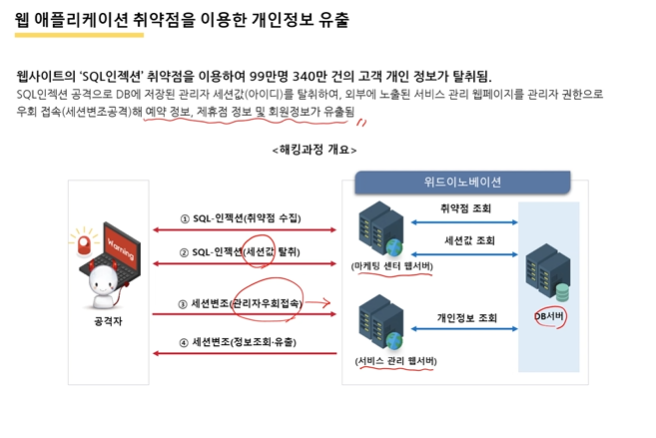 웹 애플리케이션 취약점을 이용한 개인정보 유출
웹사이트의 ‘SQL인젝션’ 취약점을 이용하여 99만명 340만 건의 고객 개인 정보가 탈취됨.
SQL인젝션 공격으로 DB에 저장된 관리자 세션값(아이디)를 탈취하여, 외부에 노출된 서비스 관리 웹페이지를 관리자 권한으로
우회 접속(세션변조공격)해 예약 정보, 제휴점 정보 및 회원정보가 유출됨
<해킹과정 개요>
위드이노베이션
① SQL-인젝션(취약점 수집)
취약점 조회
② SQL-인젝션(세션값 탈취)
세션값 조회
Warning
(마케팅 센터 웹서버)
③ 세션변조(관리자우회접속)
공격자
개인정보 조회
DB서버
④ 세션변조(정보조회·유출)
(서비스 관리 웹서버)